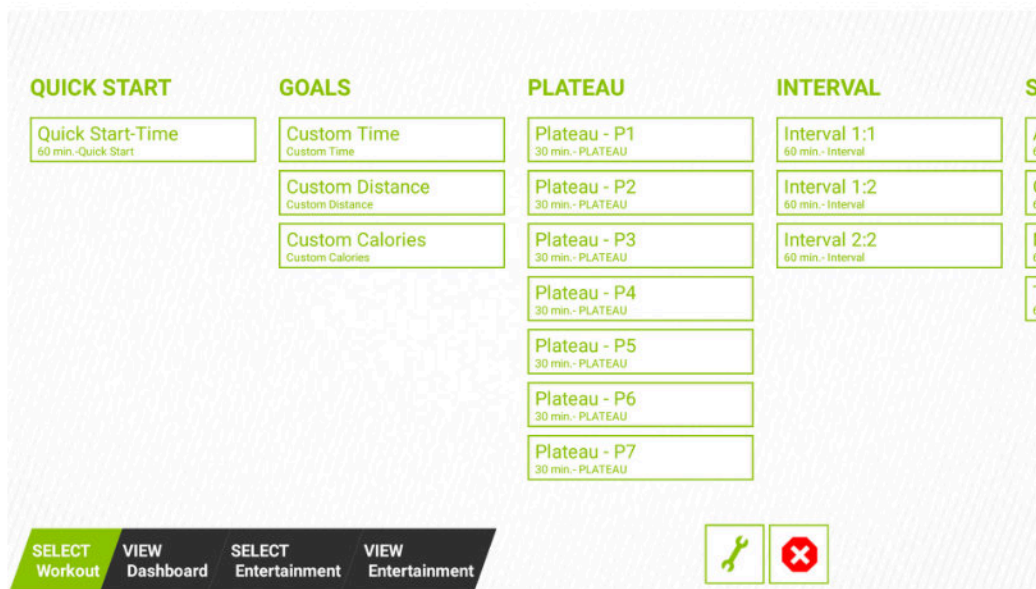 QUICK START
Quick Start-Time
60 min.-Quick Start
GOALS
Custom Time
Custom Time
Custom Distance
Custom Distance
Custom Calories
Custom Calories
PLATEAU
Plateau - P1
30 min.- PLATEAU
Plateau - P2
30 min.- PLATEAU
Plateau - P3
30 min.- PLATEAU
Plateau - P4
30 min.- PLATEAU
Plateau - P5
30 min.- PLATEAU
Plateau - P6
30 min.- PLATEAU
Plateau - P7
30 min.- PLATEAU
INTERVAL
Interval 1:1
60 min.- Interval
Interval 1:2
60 min.- Interval
Interval 2:2
60 min.- Interval
SELECT
Workout
VIEW
Dashboard
SELECT
Entertainment
VIEW
Entertainment